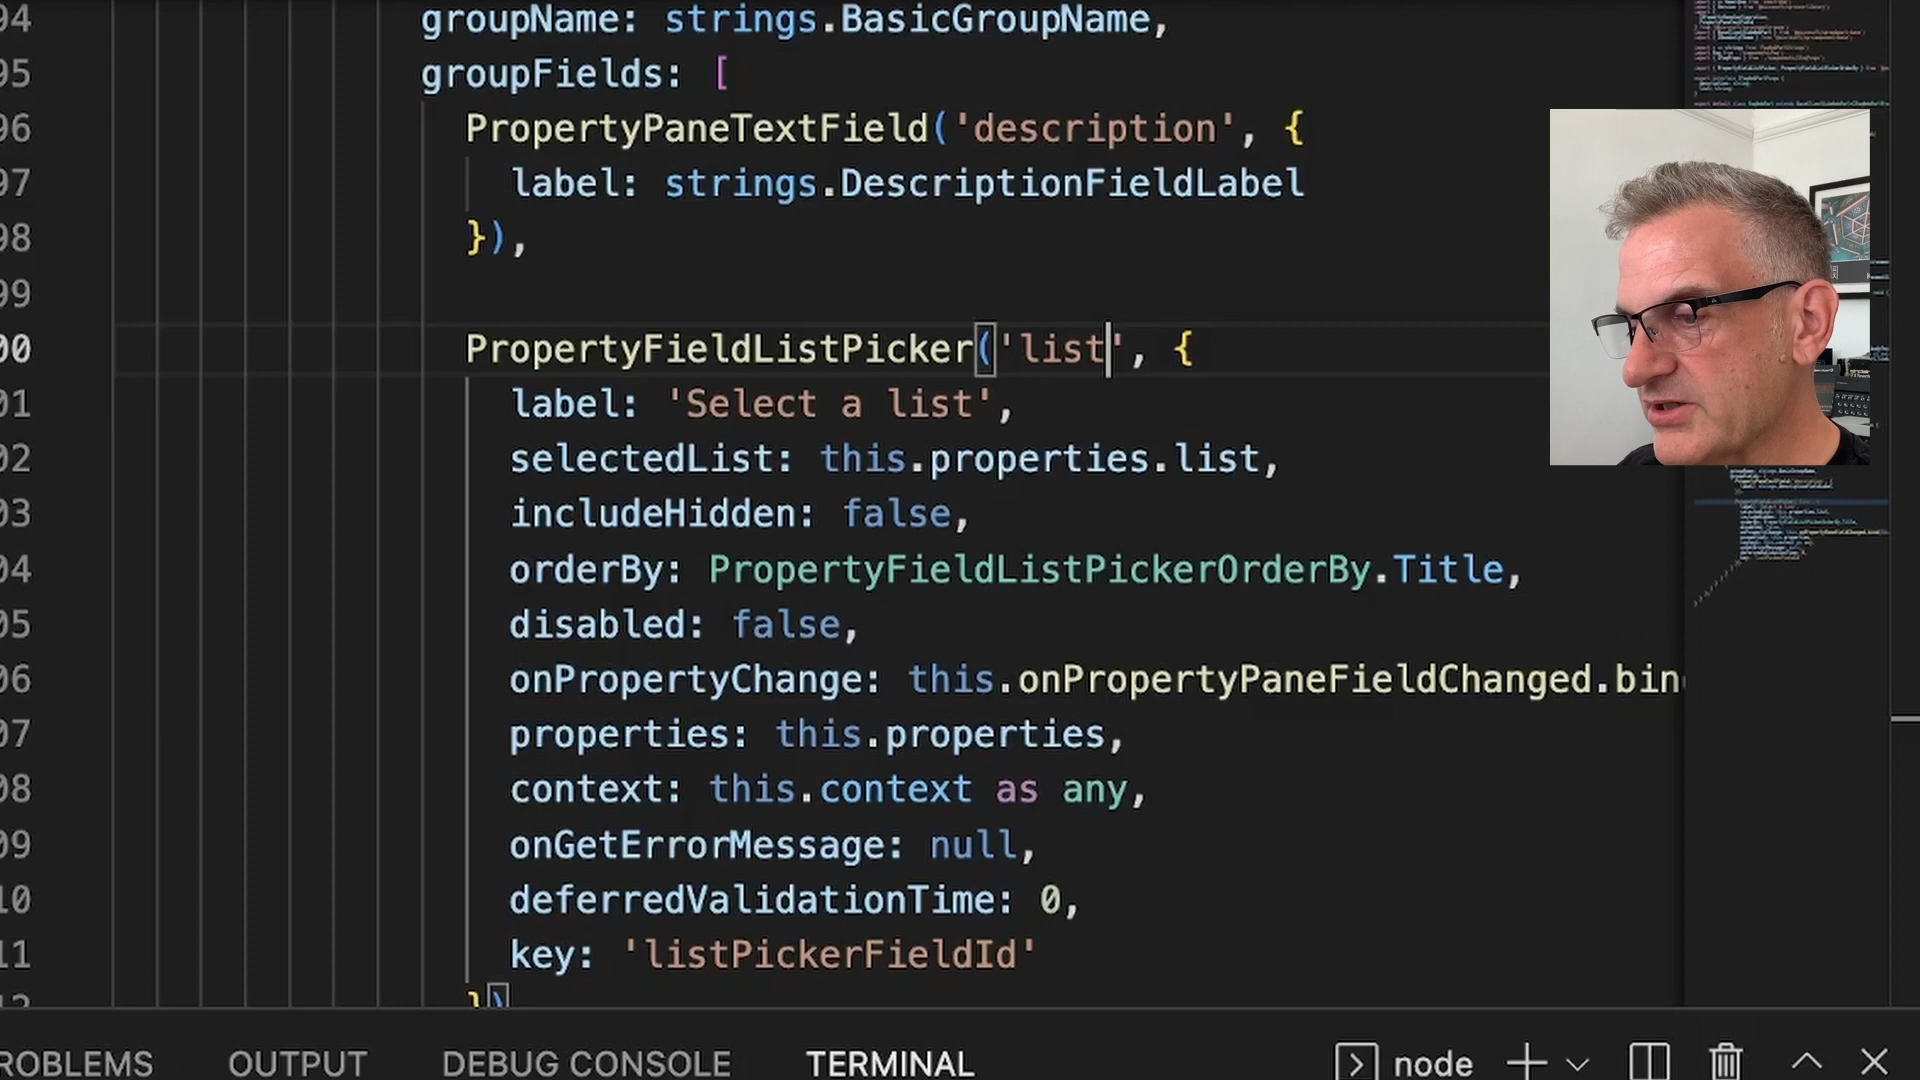 94 groupName: strings.BasicGroupName,
95 groupFields: [
96 PropertyPaneTextField('description', {
97 label: strings.DescriptionFieldLabel
98 }),
99
00 PropertyFieldListPicker('list', {
01 label: 'Select a list',
02 selectedList: this.properties.list,
03 includeHidden: false,
04 orderBy: PropertyFieldListPickerOrderBy.Title,
05 disabled: false,
06 onPropertyChange: this.onPropertyPaneFieldChanged.bin
07 properties: this.properties,
08 context: this.context as any,
09 onGetErrorMessage: null,
10 deferredValidationTime: 0,
11 key: 'listPickerFieldId'
12 })
ROBLEMS OUTPUT DEBUG CONSOLE TERMINAL node